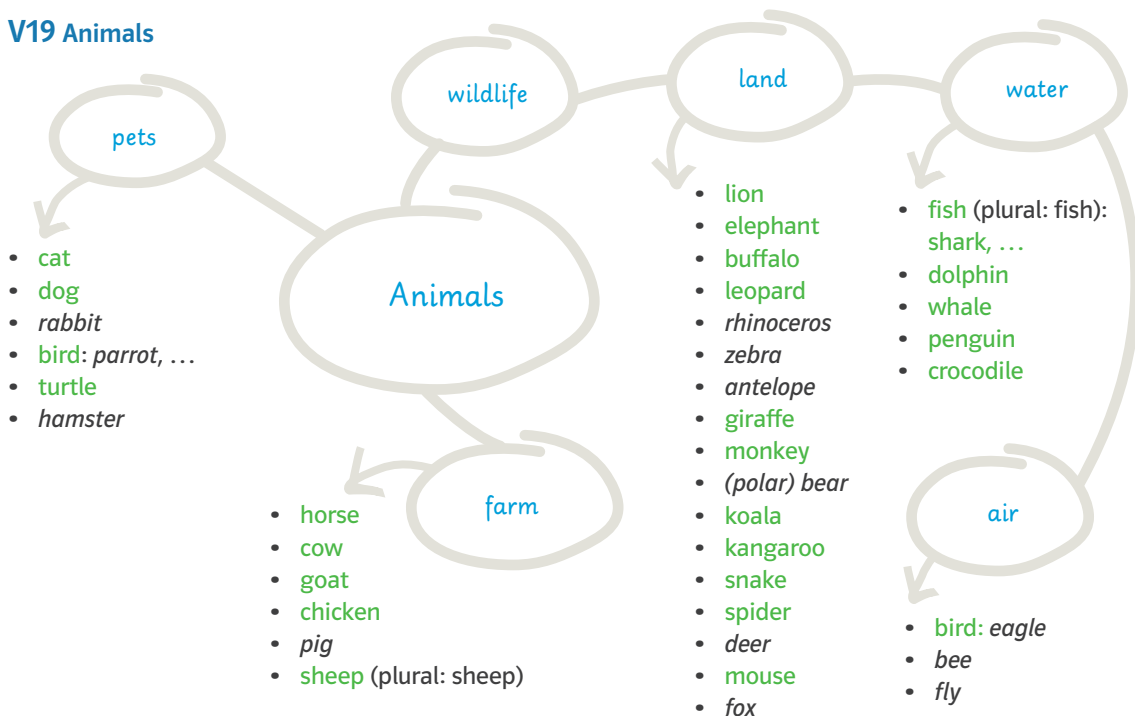 V19 Animals
pets
• cat
• dog
• rabbit
• bird: parrot, …
• turtle
• hamster
Animals
farm
• horse
• cow
• goat
• chicken
• pig
• sheep (plural: sheep)
wildlife
land
• lion
• elephant
• buffalo
• leopard
• rhinoceros
• zebra
• antelope
• giraffe
• monkey
• (polar) bear
• koala
• kangaroo
• snake
• spider
• deer
• mouse
• fox
water
• fish (plural: fish):
shark, …
• dolphin
• whale
• penguin
• crocodile
air
• bird: eagle
• bee
• fly